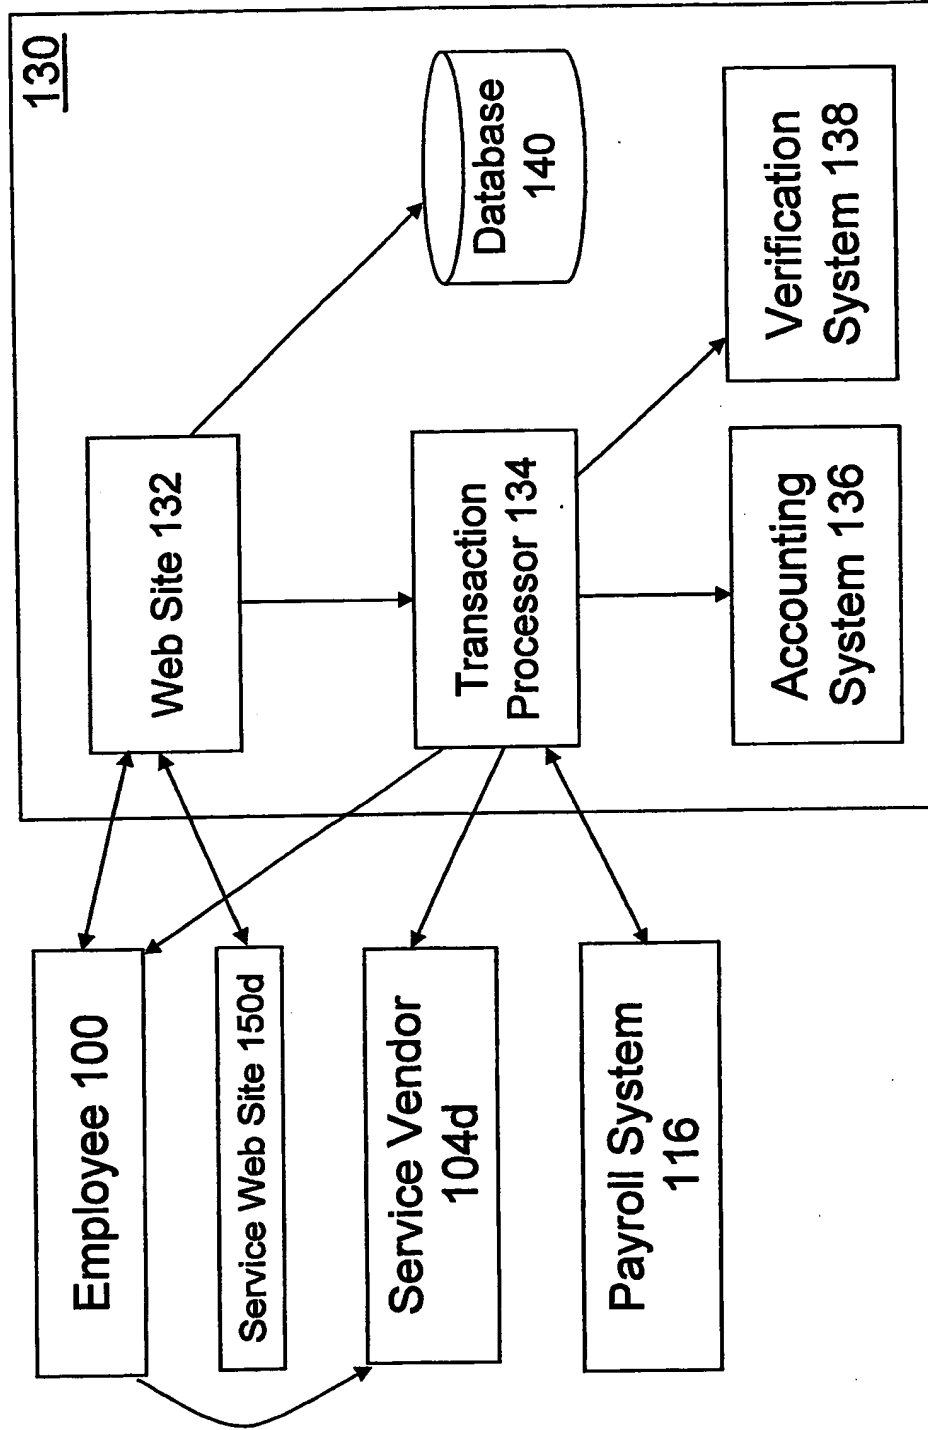 130
Employee 100
Service Web Site 150d
Service Vendor
104d
Payroll System
116
Web Site 132
Transaction
Processor 134
Accounting
System 136
Database
140
Verification
System 138